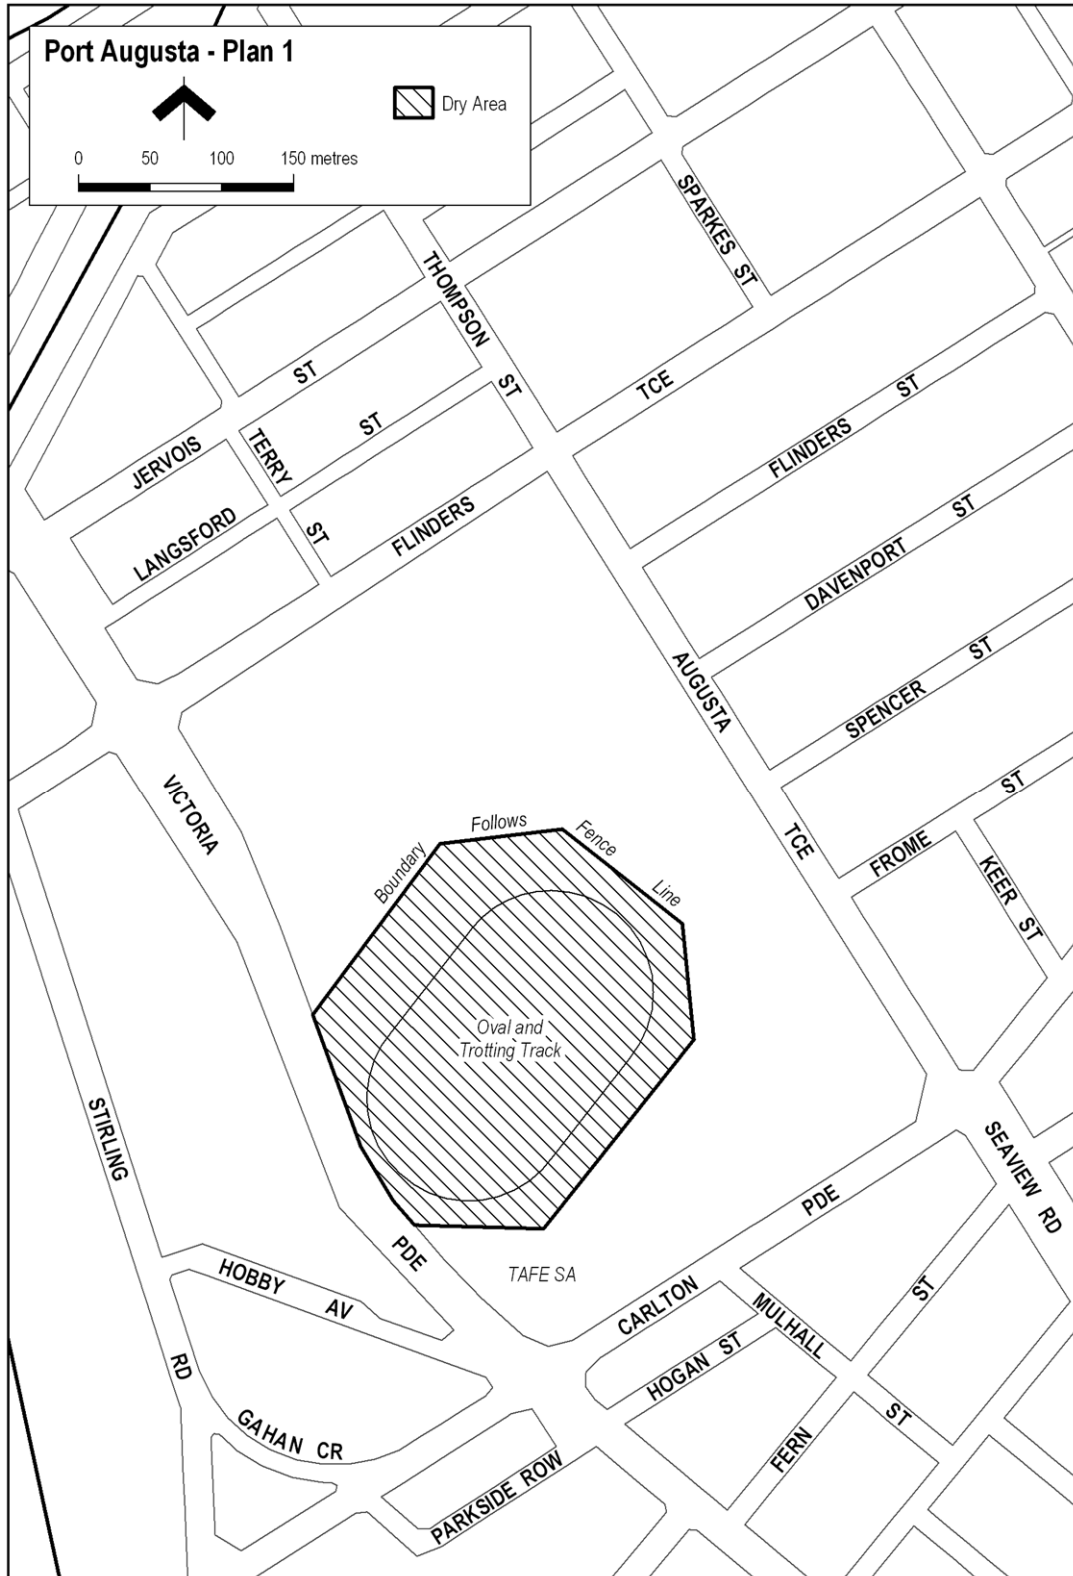 Port Augusta - Plan 1
Dry Area
0 50 100 150 metres
SPARKES ST
THOMPSON ST
JERVOIS ST
TERRY ST
LANGSFORD ST
FLINDERS TCE
FLINDERS ST
DAVENPORT ST
AUGUSTA TCE
SPENCER ST
FROME ST
KEER ST
VICTORIA PDE
Boundary Follows Fence Line
Oval and
Trotting Track
STIRLING RD
SEAVIEW RD
HOBBY AV
TAFE SA
CARLTON PDE
MULHALL ST
HOGAN ST
FERN ST
GAHAN CR
PARKSIDE ROW